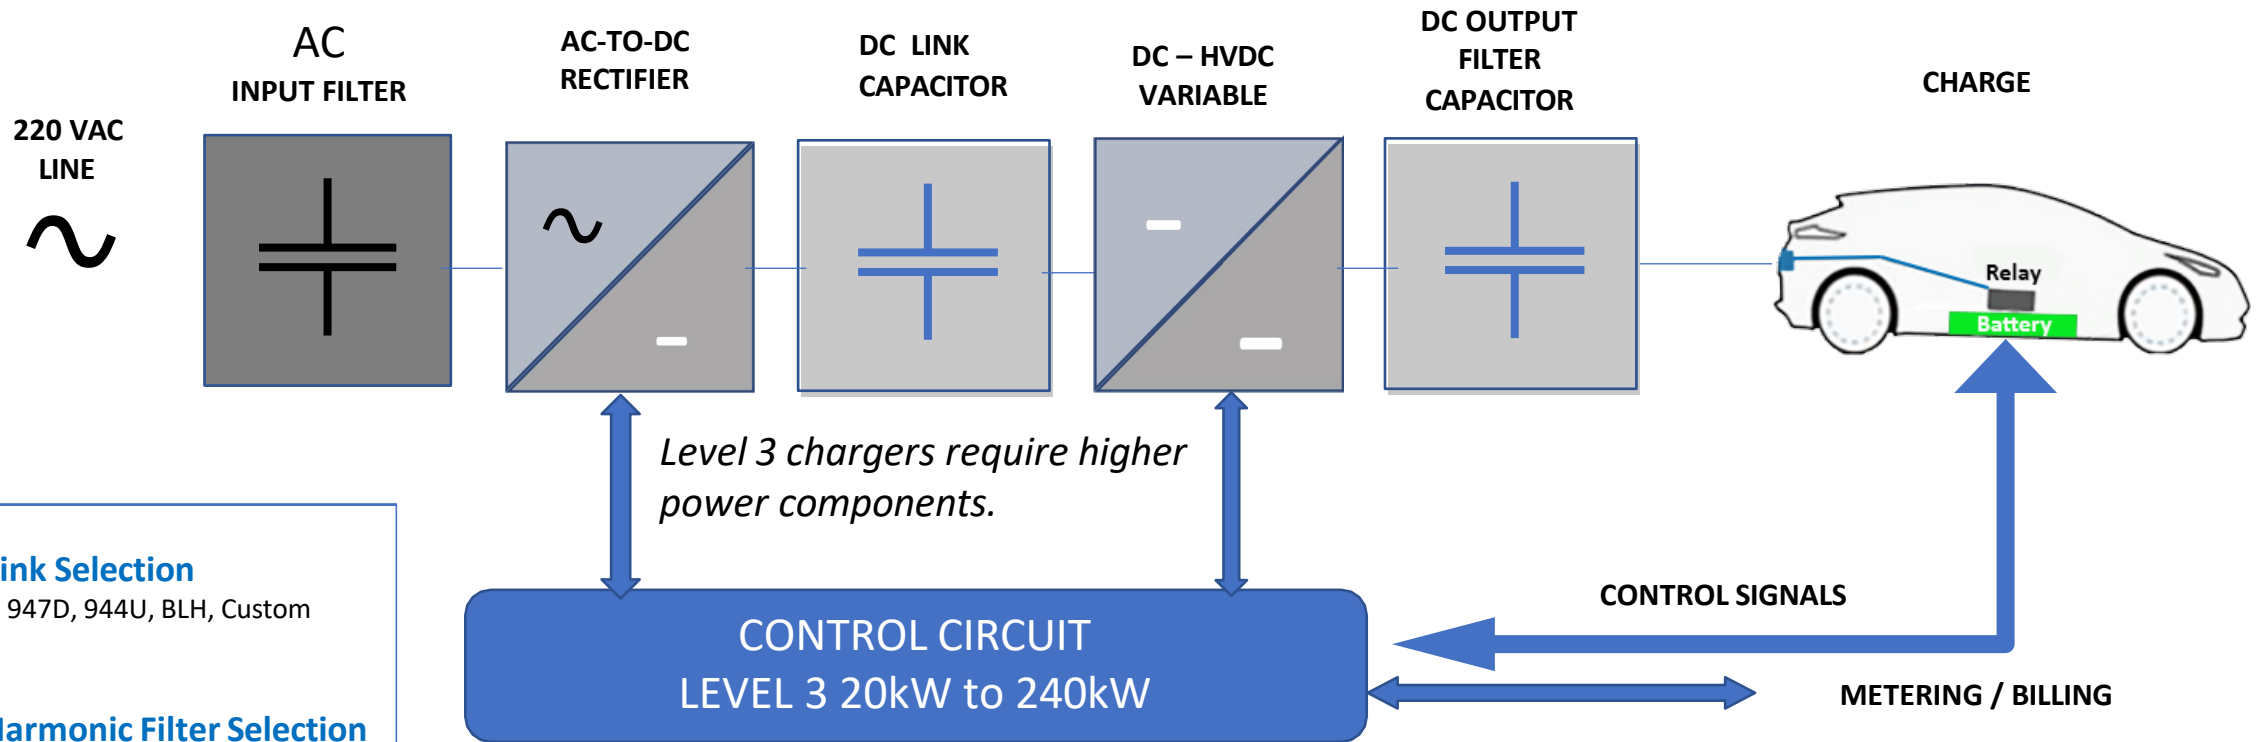 AC
INPUT FILTER
AC-TO-DC
RECTIFIER
DC LINK
CAPACITOR
DC – HVDC
VARIABLE
DC OUTPUT
FILTER
CAPACITOR
CHARGE
220 VAC
LINE
Relay
Battery
Level 3 chargers require higher
power components.
ink Selection
947D, 944U, BLH, Custom
Harmonic Filter Selection
CONTROL CIRCUIT
LEVEL 3 20kW to 240kW
CONTROL SIGNALS
METERING / BILLING